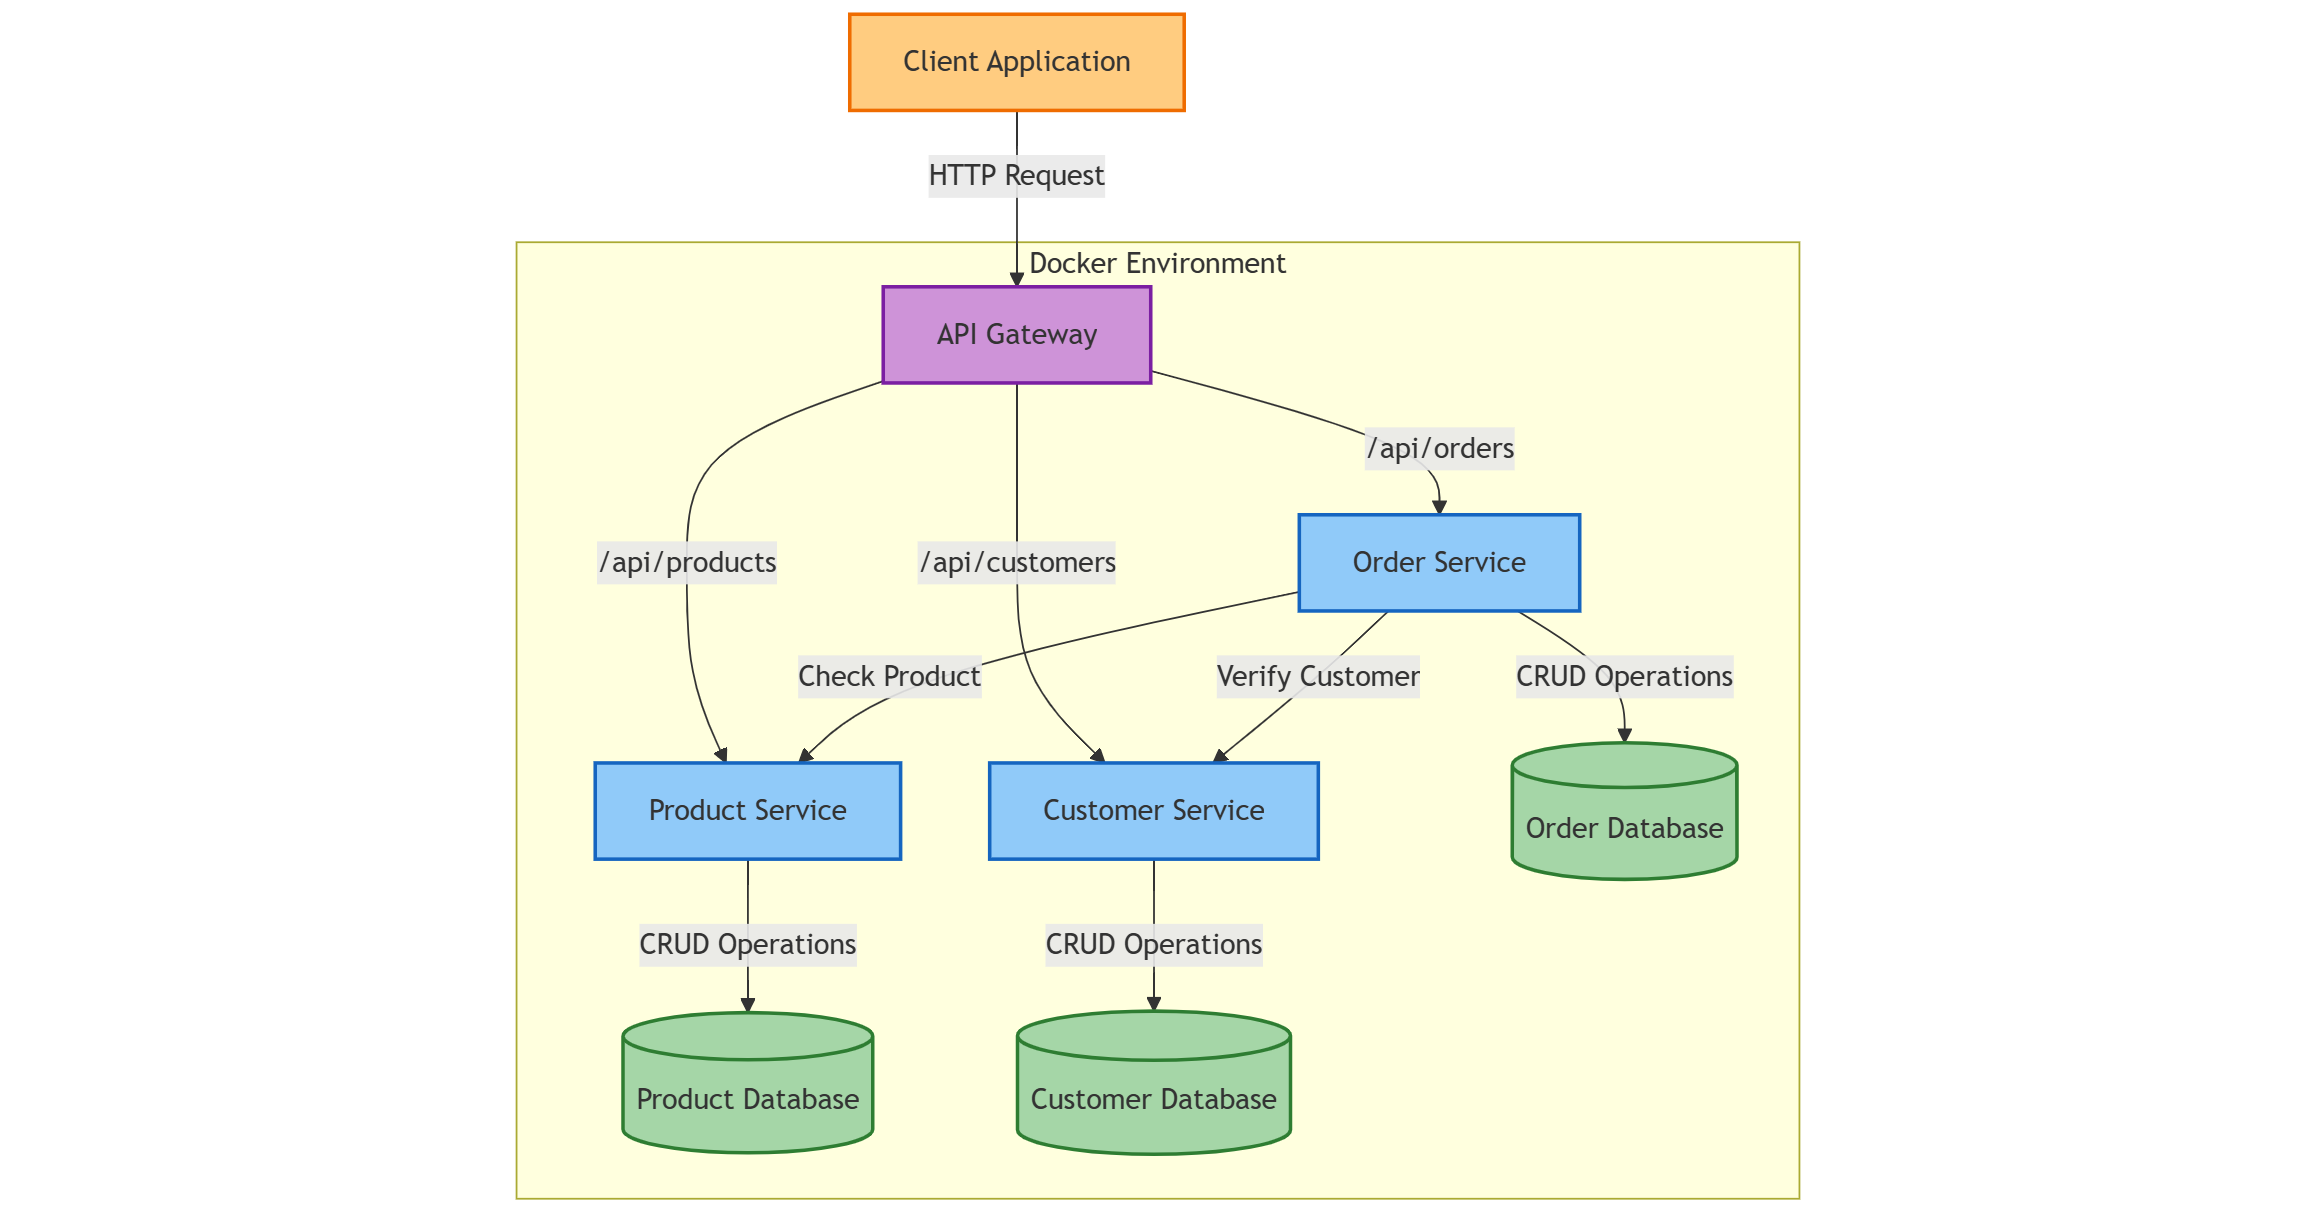 Client Application
HTTP Request
Docker Environment
API Gateway
/api/orders
/api/products
/api/customers
Order Service
Check Product
Verify Customer
CRUD Operations
Product Service
Customer Service
Order Database
CRUD Operations
CRUD Operations
Product Database
Customer Database